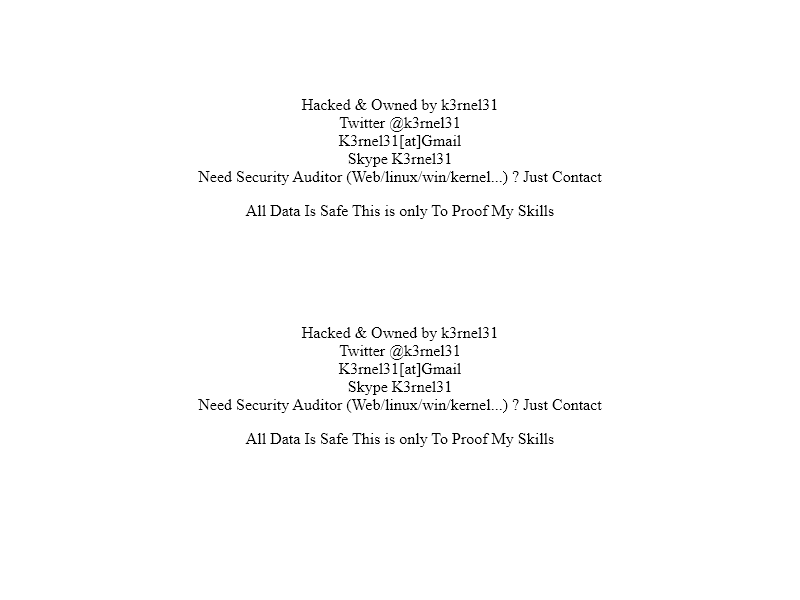 Hacked & Owned by k3rnel31
Twitter @k3rnel31
K3rnel31[at]Gmail
Skype K3rnel31
Need Security Auditor (Web/linux/win/kernel...) ? Just Contact
All Data Is Safe This is only To Proof My Skills
Hacked & Owned by k3rnel31
Twitter @k3rnel31
K3rnel31[at]Gmail
Skype K3rnel31
Need Security Auditor (Web/linux/win/kernel...) ? Just Contact
All Data Is Safe This is only To Proof My Skills